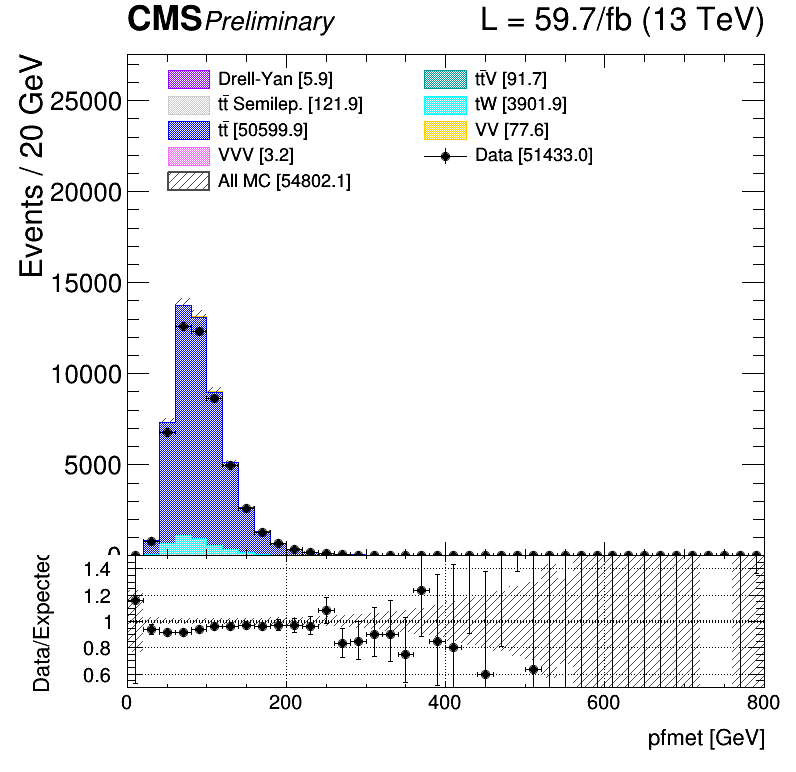 CMS Preliminary L = 59.7/fb (13 TeV)
Events / 20 GeV
25000
20000
15000
10000
5000
0
Drell-Yan [5.9]
tt̄ Semilep. [121.9]
tt̄ [50599.9]
VVV [3.2]
All MC [54802.1]
tt̄V [91.7]
tW [3901.9]
VV [77.6]
Data [51433.0]
Data/Expected
1.4
1.2
1
0.8
0.6
0 200 400 600 800
pfmet [GeV]